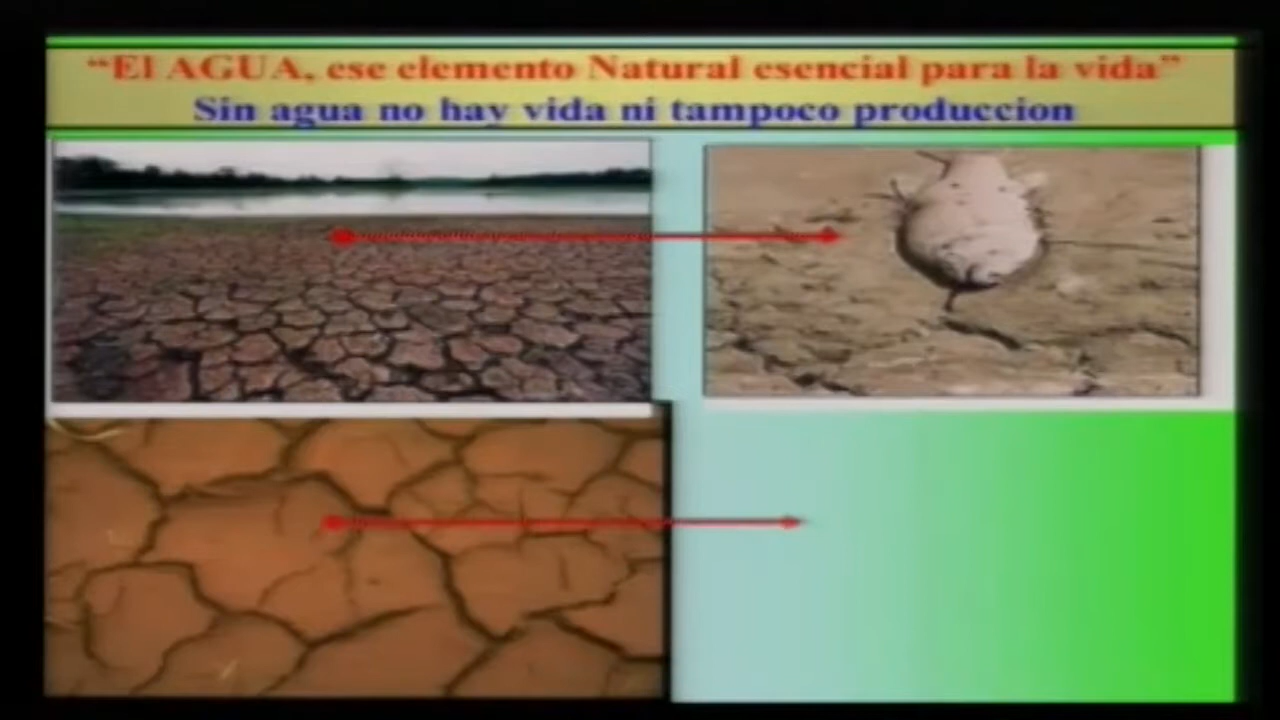 “El AGUA, ese elemento Natural esencial para la vida”
Sin agua no hay vida ni tampoco produccion